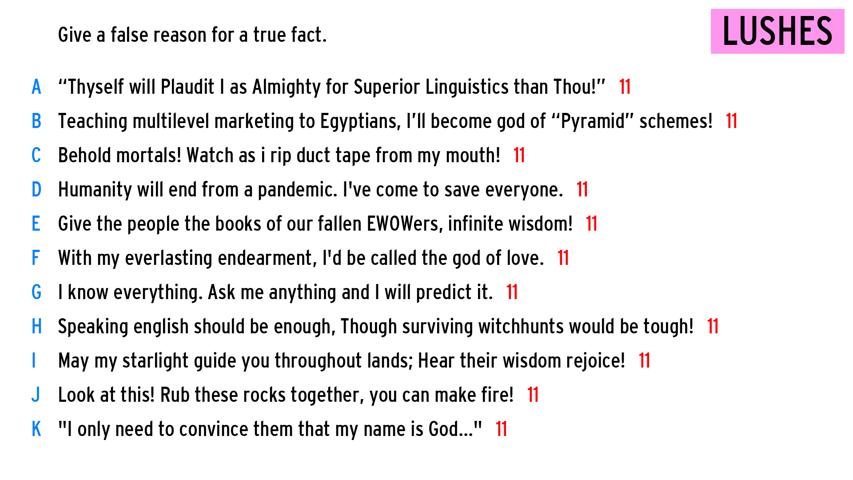 Give a false reason for a true fact.
LUSHES
A “Thyself will Plaudit I as Almighty for Superior Linguistics than Thou!” 11
B Teaching multilevel marketing to Egyptians, I’ll become god of “Pyramid” schemes! 11
C Behold mortals! Watch as i rip duct tape from my mouth! 11
D Humanity will end from a pandemic. I've come to save everyone. 11
E Give the people the books of our fallen EWOWers, infinite wisdom! 11
F With my everlasting endearment, I'd be called the god of love. 11
G I know everything. Ask me anything and I will predict it. 11
H Speaking english should be enough, Though surviving witchhunts would be tough! 11
I May my starlight guide you throughout lands; Hear their wisdom rejoice! 11
J Look at this! Rub these rocks together, you can make fire! 11
K "I only need to convince them that my name is God..." 11